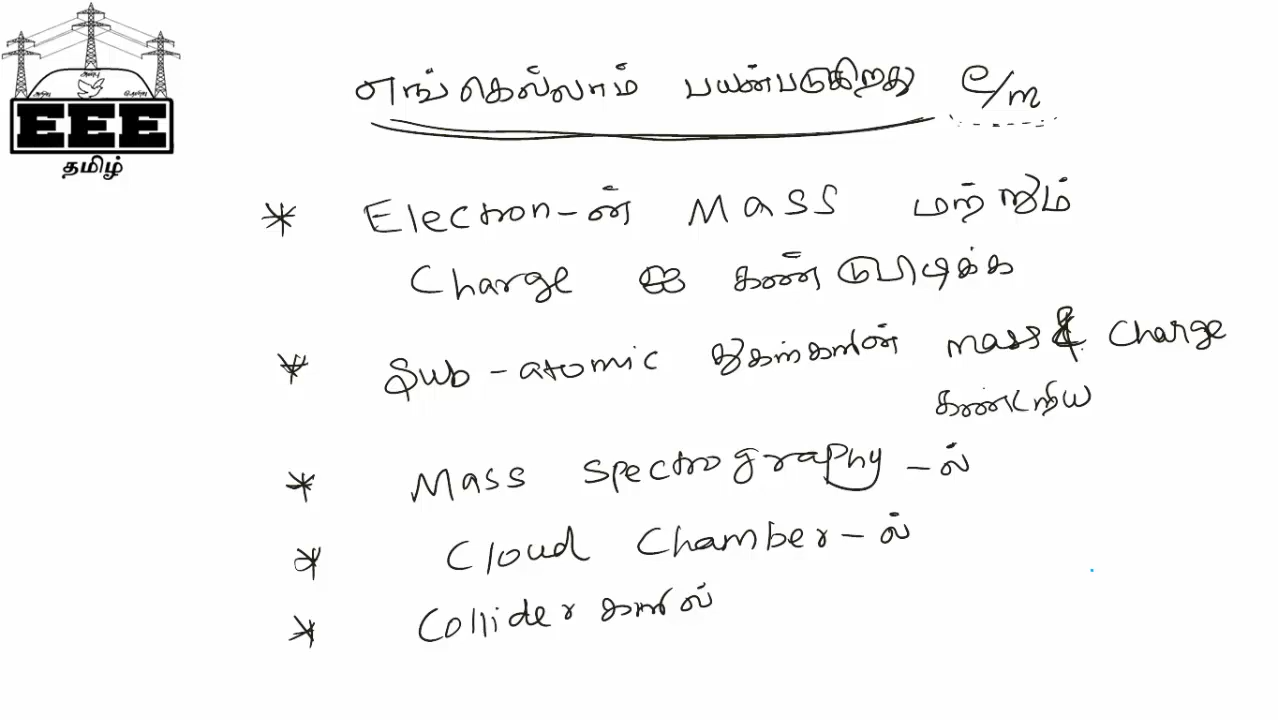 EEE
தமிழ்
எங்கெல்லாம் பயன்படுகிறது e/m
* Electron-ன் Mass மற்றும்
Charge ஐ கண்டுபிடிக்க
* Sub-atomic துகள்களின் mass & Charge
கண்டறிய
* Mass Spectrography-ல்
* Cloud Chamber-ல்
* Colliderகளில்